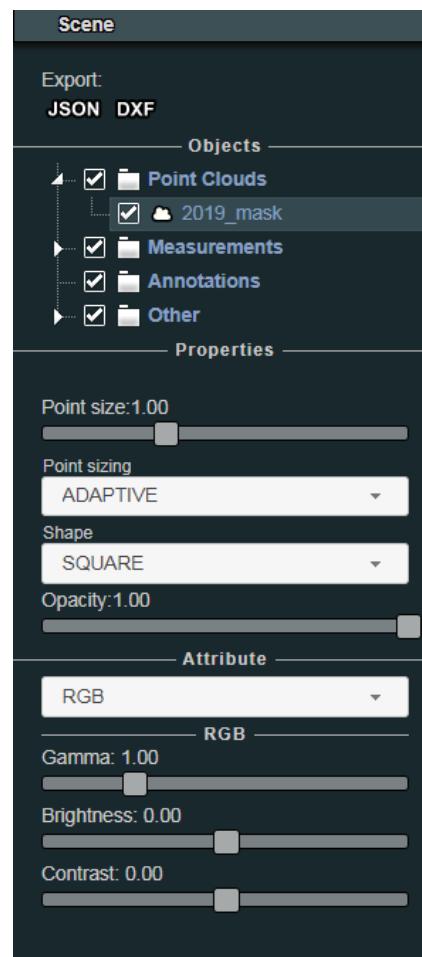 Scene
Export:
JSON DXF
Objects
Point Clouds
2019_mask
Measurements
Annotations
Other
Properties
Point size:1.00
Point sizing
ADAPTIVE
Shape
SQUARE
Opacity:1.00
Attribute
RGB
RGB
Gamma: 1.00
Brightness: 0.00
Contrast: 0.00